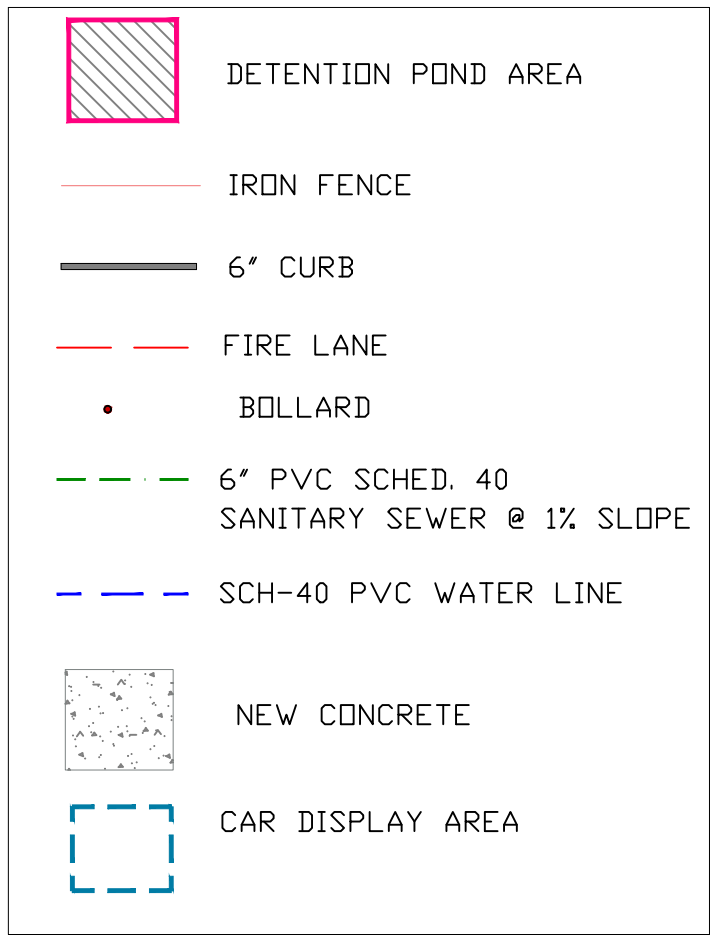 DETENTION POND AREA
IRON FENCE
6" CURB
FIRE LANE
BOLLARD
6" PVC SCHED. 40
SANITARY SEWER @ 1% SLOPE
SCH-40 PVC WATER LINE
NEW CONCRETE
CAR DISPLAY AREA